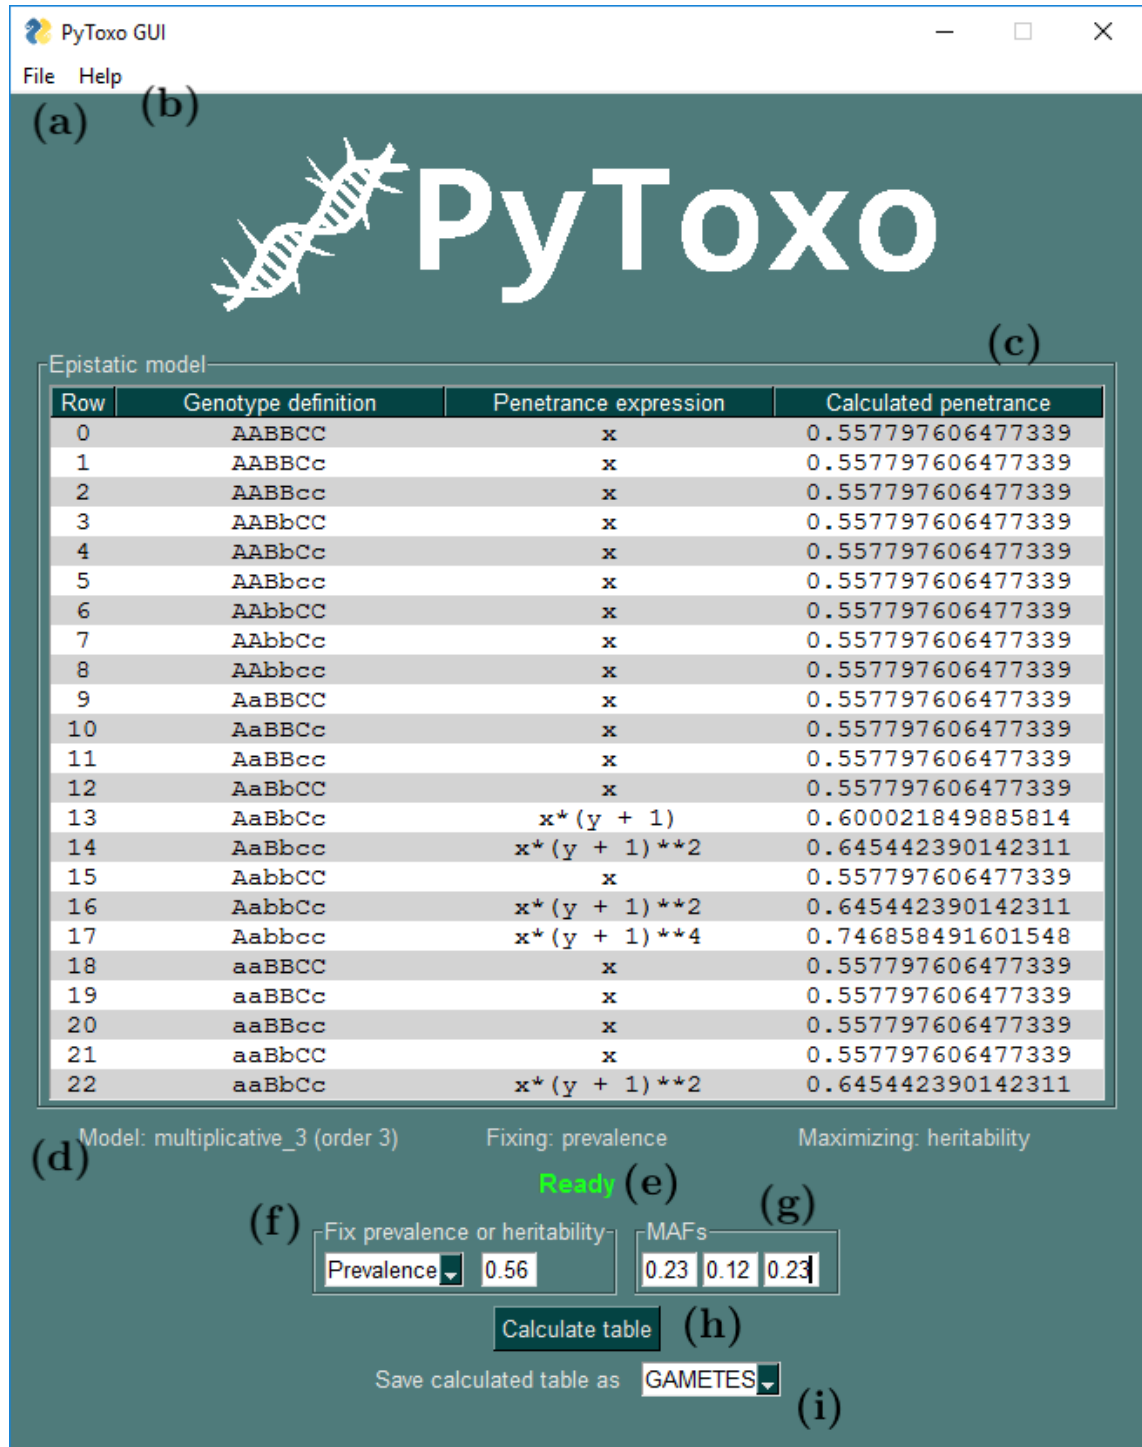 PyToxo GUI
File Help
(a) (b)
PyToxo
(c)
Epistatic model
Row Genotype definition Penetrance expression Calculated penetrance
0 AABBCC x 0.557797606477339
1 AABBCc x 0.557797606477339
2 AABBcc x 0.557797606477339
3 AABbCC x 0.557797606477339
4 AABbCc x 0.557797606477339
5 AABbcc x 0.557797606477339
6 AAbbCC x 0.557797606477339
7 AAbbCc x 0.557797606477339
8 AAbbcc x 0.557797606477339
9 AaBBCC x 0.557797606477339
10 AaBBCc x 0.557797606477339
11 AaBBcc x 0.557797606477339
12 AaBbCC x 0.557797606477339
13 AaBbCc x*(y + 1) 0.600021849885814
14 AaBbcc x*(y + 1)**2 0.645442390142311
15 AabbCC x 0.557797606477339
16 AabbCc x*(y + 1)**2 0.645442390142311
17 Aabbcc x*(y + 1)**4 0.746858491601548
18 aaBBCC x 0.557797606477339
19 aaBBCc x 0.557797606477339
20 aaBBcc x 0.557797606477339
21 aaBbCC x 0.557797606477339
22 aaBbCc x*(y + 1)**2 0.645442390142311
Model: multiplicative_3 (order 3) Fixing: prevalence Maximizing: heritability
(d)
Ready (e)
(f) (g)
Fix prevalence or heritability MAFs
Prevalence 0.56 0.23 0.12 0.23
Calculate table (h)
Save calculated table as GAMETES
(i)